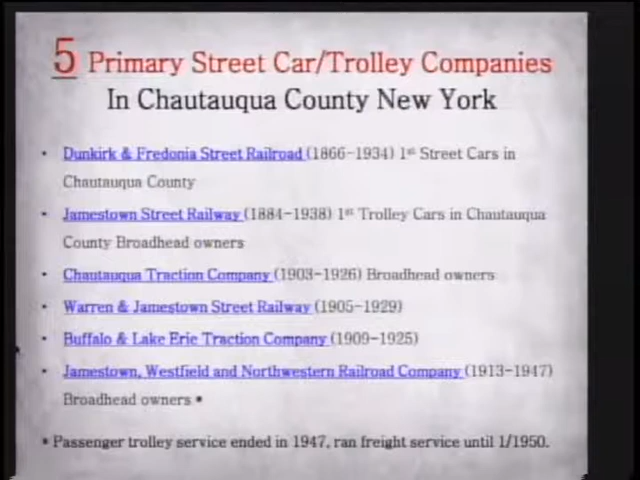 5 Primary Street Car/Trolley Companies
In Chautauqua County New York
• Dunkirk & Fredonia Street Railroad (1866-1934) 1st Street Cars in
Chautauqua County
• Jamestown Street Railway (1884-1938) 1st Trolley Cars in Chautauqua
County Broadhead owners
• Chautauqua Traction Company (1903-1926) Broadhead owners
• Warren & Jamestown Street Railway (1905-1929)
• Buffalo & Lake Erie Traction Company (1909-1925)
• Jamestown, Westfield and Northwestern Railroad Company (1913-1947)
Broadhead owners *
* Passenger trolley service ended in 1947, ran freight service until 1/1950.